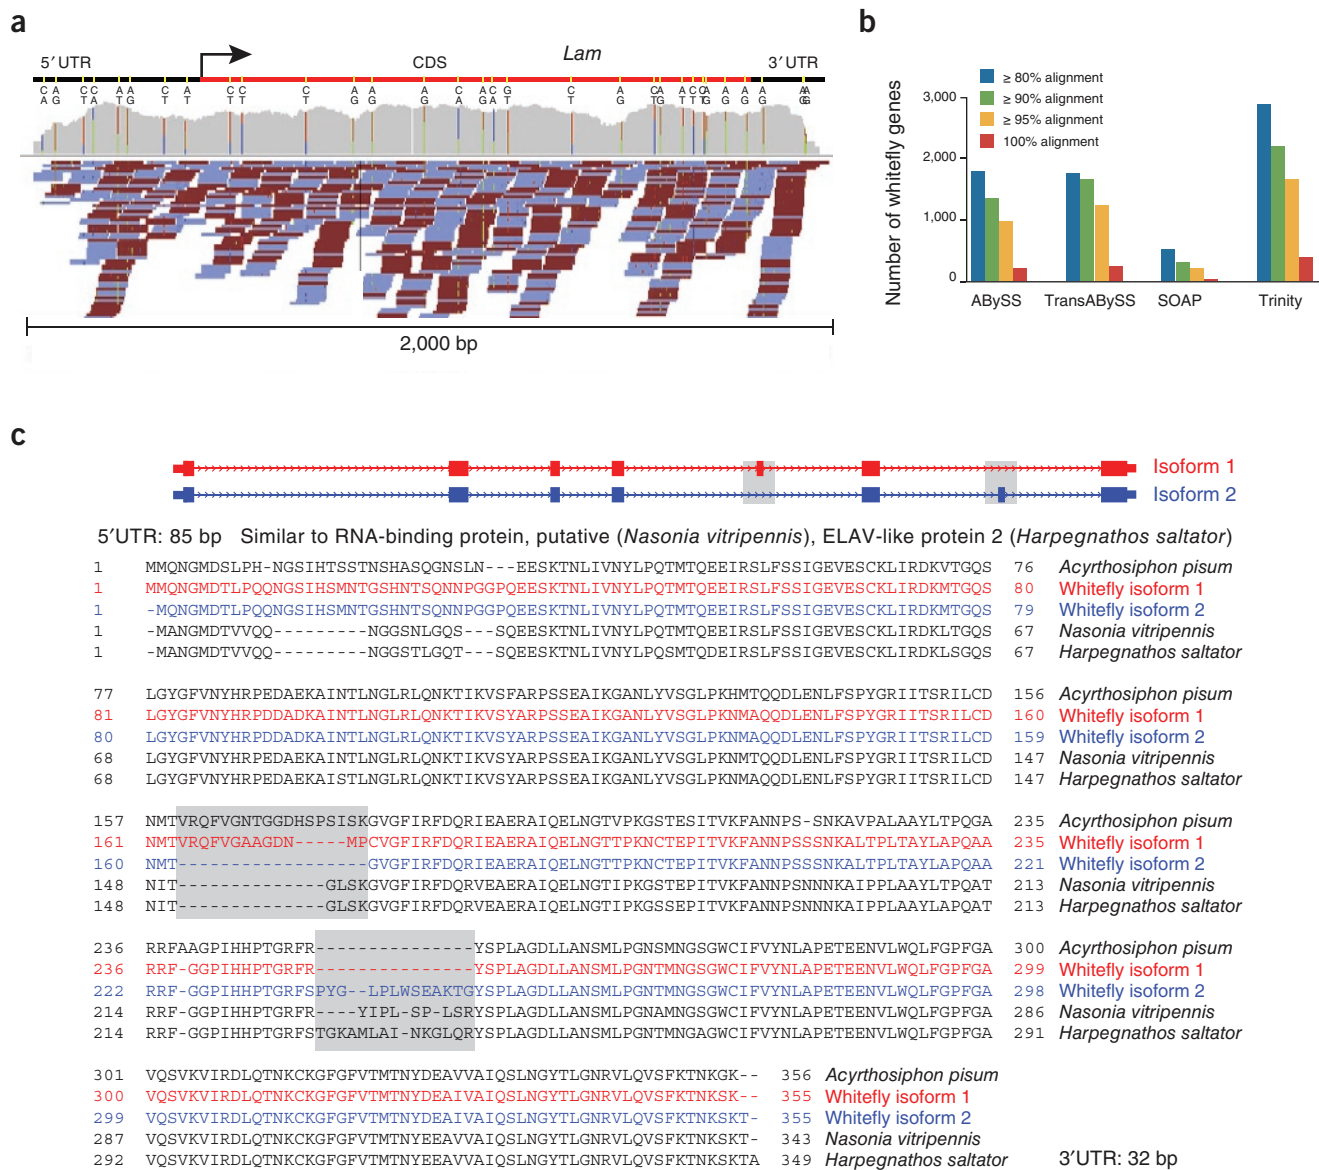 a
5′ UTR
CDS
Lam
3′ UTR
C A C C A A C A C C C A A A C A C G C A C G A A C C A A A A A
A G T A T G T T T T T G A G A G A T T G T G T T G G G G G
2,000 bp
b
Number of whitefly genes
≥ 80% alignment
≥ 90% alignment
≥ 95% alignment
100% alignment
3,000
2,000
1,000
0
ABySS TransABySS SOAP Trinity
c
Isoform 1
Isoform 2
5′UTR: 85 bp Similar to RNA-binding protein, putative (Nasonia vitripennis), ELAV-like protein 2 (Harpegnathos saltator)
1 MMQNGMDSLPH-NGSIHTSSTNSHASQGNSLN---EESKTNLIVNYLPQTMTQEEIRSLFSSIGEVESCKLIRDKVTGQS 76 Acyrthosiphon pisum
1 MMQNGMDTLPQQNGSIHSMNTGSHNTSQNNPGGPQEESKTNLIVNYLPQTMTQEEIRSLFSSIGEVESCKLIRDKMTGQS 80 Whitefly isoform 1
1 -MQNGMDTLPQQNGSIHSMNTGSHNTSQNNPGGPQEESKTNLIVNYLPQTMTQEEIRSLFSSIGEVESCKLIRDKMTGQS 79 Whitefly isoform 2
1 -MANGMDTVVQQ---------NGGSNLGQS---SQEESKTNLIVNYLPQTMTQEEIRSLFSSIGEVESCKLIRDKLTGQS 67 Nasonia vitripennis
1 -MANGMDTVVQQ---------NGGSTLGQT---SQEESKTNLIVNYLPQSMTQDEIRSLFSSIGEVESCKLIRDKLSGQS 67 Harpegnathos saltator
77 LGYGFVNYHRPEDAEKAINTLNGLRLQNKTIKVSFARPSSEAIKGANLYVSGLPKHMTQQDLENLFSPYGRIITSRILCD 156 Acyrthosiphon pisum
81 LGYGFVNYHRPDDADKAINTLNGLRLQNKTIKVSYARPSSEAIKGANLYVSGLPKNMAQQDLENLFSPYGRIITSRILCD 160 Whitefly isoform 1
80 LGYGFVNYHRPDDADKAINTLNGLRLQNKTIKVSYARPSSEAIKGANLYVSGLPKNMAQQDLENLFSPYGRIITSRILCD 159 Whitefly isoform 2
68 LGYGFVNYHRPEDAEKAINTLNGLRLQNKTIKVSYARPSSEAIKGANLYVSGLPKNMTQQDLENLFSPYGRIITSRILCD 147 Nasonia vitripennis
68 LGYGFVNYHRPEDAEKAISTLNGLRLQNKTIKVSYARPSSEAIKGANLYVSGLPKNMAQQDLENLFSPYGRIITSRILCD 147 Harpegnathos saltator
157 NMTVRQFVGNTGGDHSPSISKGVGFIRFDQRIEAERAIQELNGTVPKGSTESITVKFANNPS-SNKAVPALAAYLTPQGA 235 Acyrthosiphon pisum
161 NMTVRQFVGAAGDN-----MPCVGFIRFDQRIEAERAIQELNGTTPKNCTEPITVKFANNPSSSNKALTPLTAYLAPQAA 235 Whitefly isoform 1
160 NMT------------------GVGFIRFDQRIEAERAIQELNGTTPKNCTEPITVKFANNPSSSNKALTPLTAYLAPQAA 221 Whitefly isoform 2
148 NIT--------------GLSKGVGFIRFDQRVEAERAIQELNGTIPKGSTEPITVKFANNPSNNNKAIPPLAAYLTPQAT 213 Nasonia vitripennis
148 NIT--------------GLSKGVGFIRFDQRVEAERAIQELNGTIPKGSTEPITVKFANNPSNNNKAIPPLAAYLAPQAT 213 Harpegnathos saltator
236 RRFAAGPIHHPTGRFR---------------YSPLAGDLLANSMLPGNSMNGSGWCIFVYNLAPETEENVLWQLFGPFGA 300 Acyrthosiphon pisum
236 RRF-GGPIHHPTGRFR---------------YSPLAGDLLANSMLPGNTMNGSGWCIFVYNLAPETEENVLWQLFGPFGA 299 Whitefly isoform 1
222 RRF-GGPIHHPTGRFSPYG--LPLWSEAKTGYSPLAGDLLANSMLPGNTMNGSGWCIFVYNLAPETEENVLWQLFGPFGA 298 Whitefly isoform 2
214 RRF-GGPIHHPTGRFR----YIPL-SP-LSRYSPLAGDLLANSMLPGNAMNGSGWCIFVYNLAPETEENVLWQLFGPFGA 286 Nasonia vitripennis
214 RRF-GGPIHHPTGRFSTGKAMLAI-NKGLQRYSPLAGDLLANSMLPGNTMNGAGWCIFVYNLAPETEENVLWQLFGPFGA 291 Harpegnathos saltator
301 VQSVKVIRDLQTNKCKGFGFVTMTNYDEAVVAIQSLNGYTLGNRVLQVSFKTNKGK-- 356 Acyrthosiphon pisum
300 VQSVKVIRDLQTNKCKGFGFVTMTNYDEAIVAIQSLNGYTLGNRVLQVSFKTNKSK-- 355 Whitefly isoform 1
299 VQSVKVIRDLQTNKCKGFGFVTMTNYDEAIVAIQSLNGYTLGNRVLQVSFKTNKSKT- 355 Whitefly isoform 2
287 VQSVKVIRDLQTNKCKGFGFVTMTNYEEAVVAIQSLNGYTLGNRVLQVSFKTNKSKT- 343 Nasonia vitripennis
292 VQSVKVIRDLQTNKCKGFGFVTMTNYEEAVVAIQSLNGYTLGNRVLQVSFKTNKSKTA 349 Harpegnathos saltator
3′UTR: 32 bp